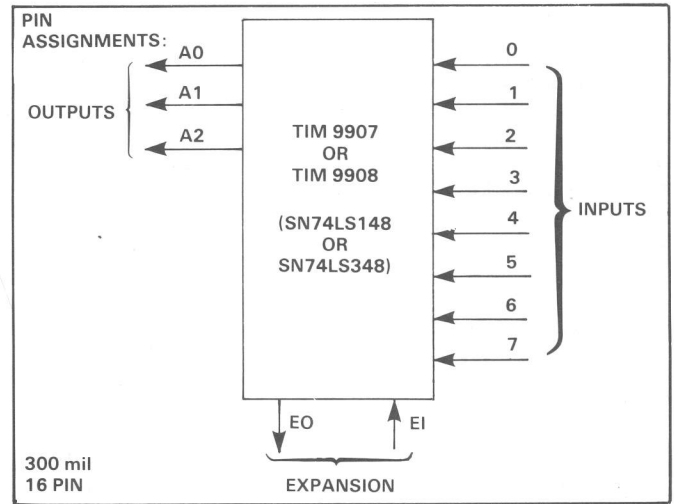 PIN
ASSIGNMENTS:
A0
A1
A2
OUTPUTS
TIM 9907
OR
TIM 9908
(SN74LS148
OR
SN74LS348)
0
1
2
3
4
5
6
7
INPUTS
EO
EI
EXPANSION
300 mil
16 PIN